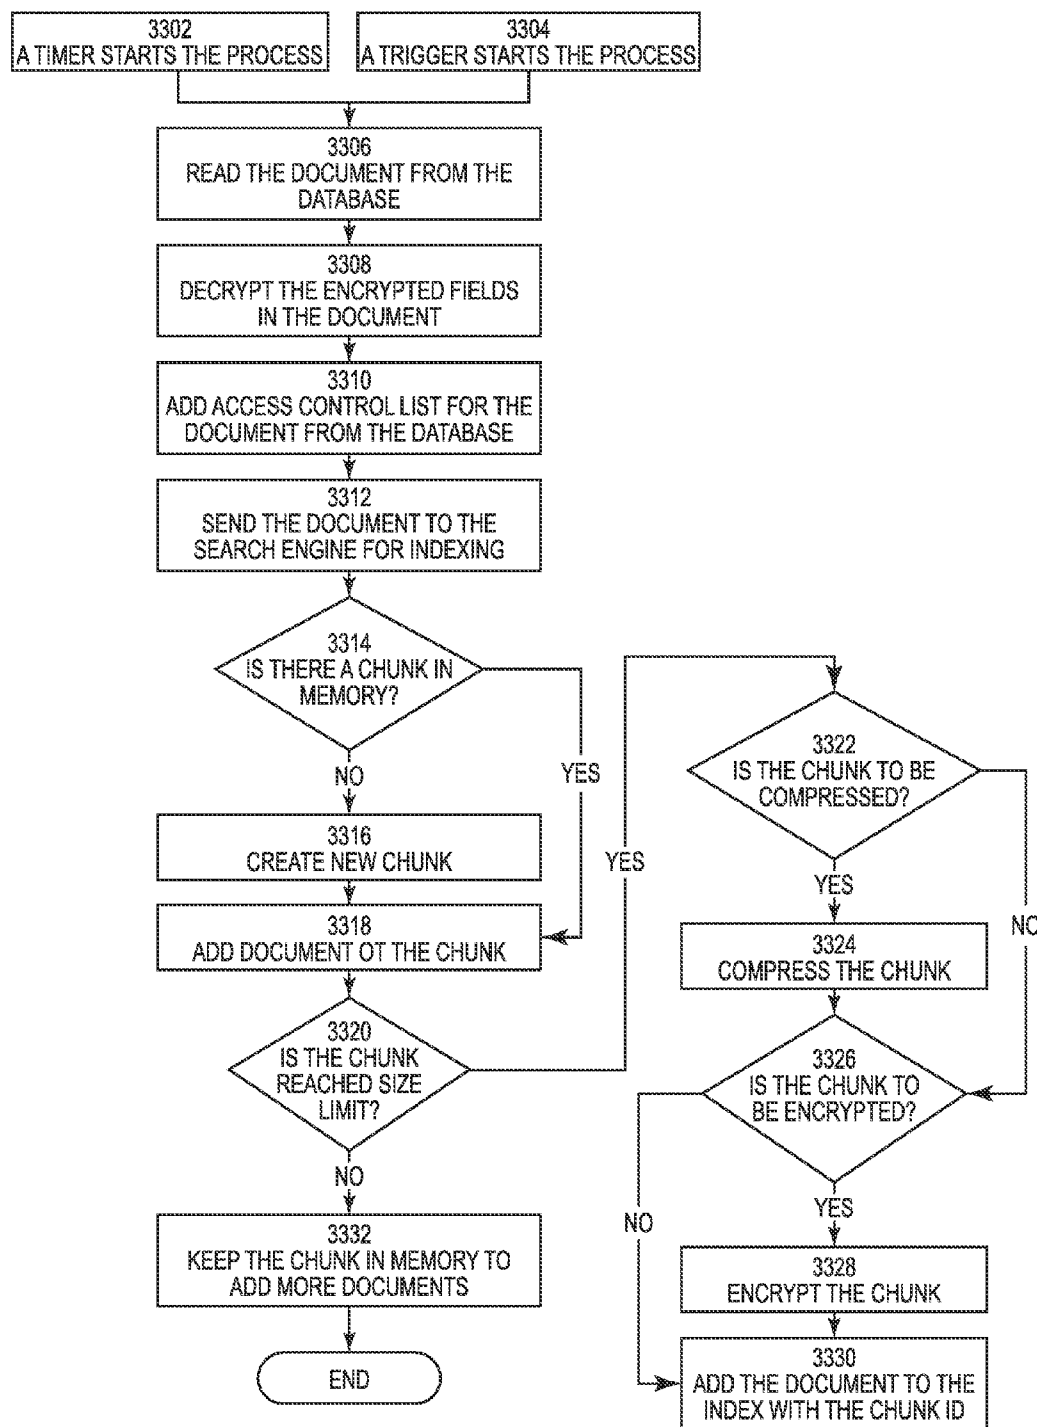 3302
A TIMER STARTS THE PROCESS
3304
A TRIGGER STARTS THE PROCESS
3306
READ THE DOCUMENT FROM THE
DATABASE
3308
DECRYPT THE ENCRYPTED FIELDS
IN THE DOCUMENT
3310
ADD ACCESS CONTROL LIST FOR THE
DOCUMENT FROM THE DATABASE
3312
SEND THE DOCUMENT TO THE
SEARCH ENGINE FOR INDEXING
3314
IS THERE A CHUNK IN
MEMORY?
NO
YES
3316
CREATE NEW CHUNK
3318
ADD DOCUMENT OT THE CHUNK
3320
IS THE CHUNK
REACHED SIZE
LIMIT?
NO
YES
3332
KEEP THE CHUNK IN MEMORY TO
ADD MORE DOCUMENTS
END
3322
IS THE CHUNK TO BE
COMPRESSED?
YES
NO
3324
COMPRESS THE CHUNK
3326
IS THE CHUNK TO
BE ENCRYPTED?
YES
NO
3328
ENCRYPT THE CHUNK
3330
ADD THE DOCUMENT TO THE
INDEX WITH THE CHUNK ID